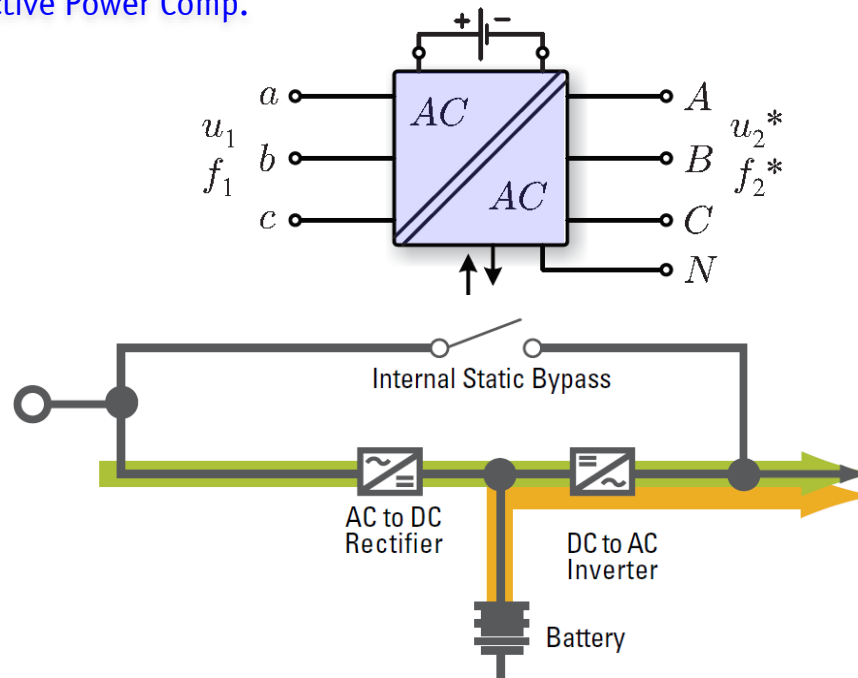 ctive Power Comp.
+ −
a AC A
u₁ u₂*
b B
f₁ f₂*
AC
c C
N
Internal Static Bypass
AC to DC
Rectifier
DC to AC
Inverter
Battery